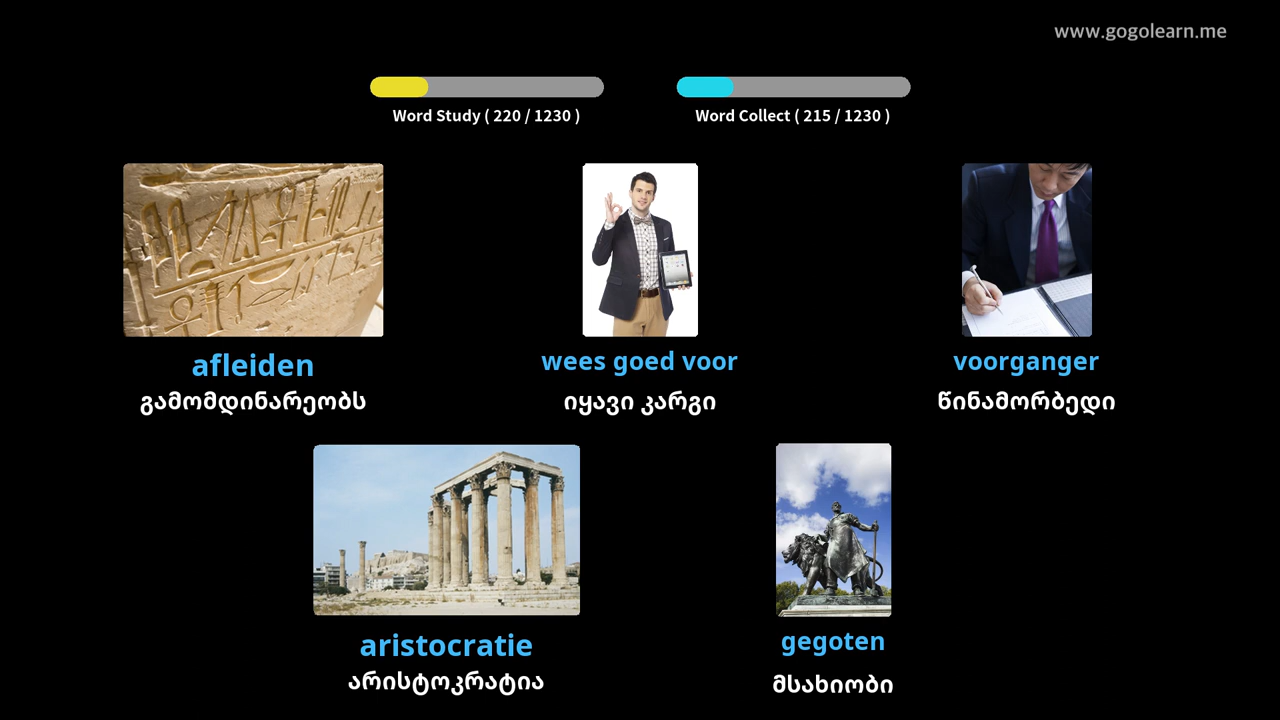 www.gogolearn.me
Word Study ( 220 / 1230 )
Word Collect ( 215 / 1230 )
afleiden
wees goed voor
voorganger
გამომდინარეობს
იყავი კარგი
წინამორბედი
aristocratie
gegoten
არისტოკრატია
მსახიობი